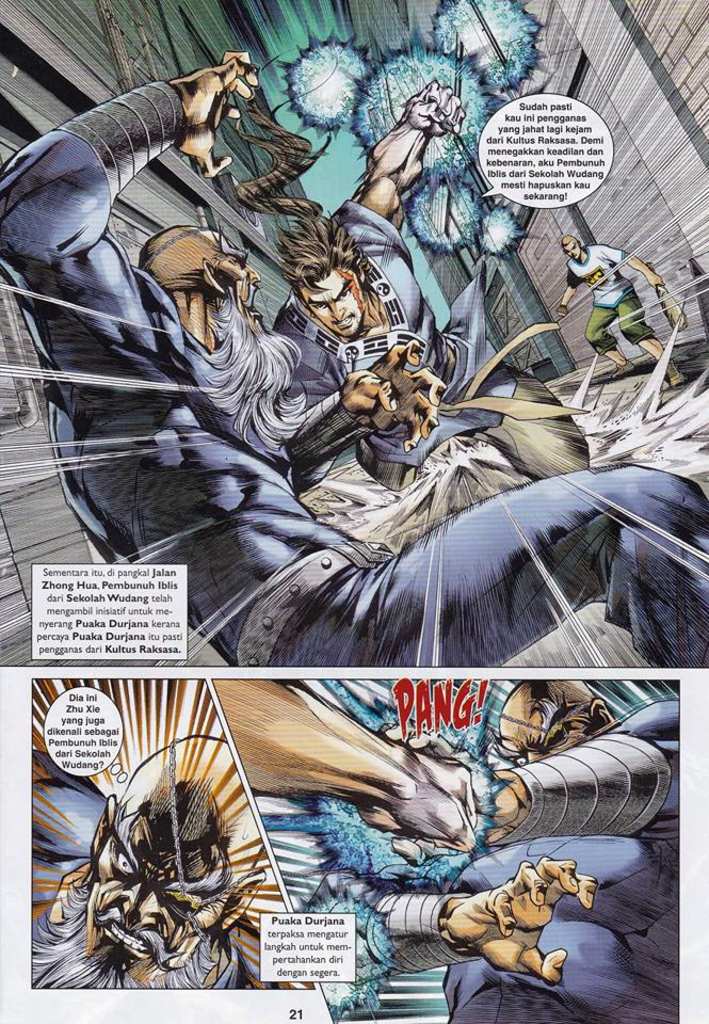 Sudah pasti
kau ini pengganas
yang jahat lagi kejam
dari Kultus Raksasa. Demi
menegakkan keadilan dan
kebenaran, aku Pembunuh
Iblis dari Sekolah Wudang
mesti hapuskan kau
sekarang!
Sementara itu, di pangkal Jalan
Zhong Hua, Pembunuh Iblis
dari Sekolah Wudang telah
mengambil inisiatif untuk me-
nyerang Puaka Durjana kerana
percaya Puaka Durjana itu pasti
pengganas dari Kultus Raksasa.
Dia ini
Zhu Xie
yang juga
dikenali sebagai
Pembunuh Iblis
dari Sekolah
Wudang?
PANG!
Puaka Durjana
terpaksa mengatur
langkah untuk mem-
pertahankan diri
dengan segera.
21